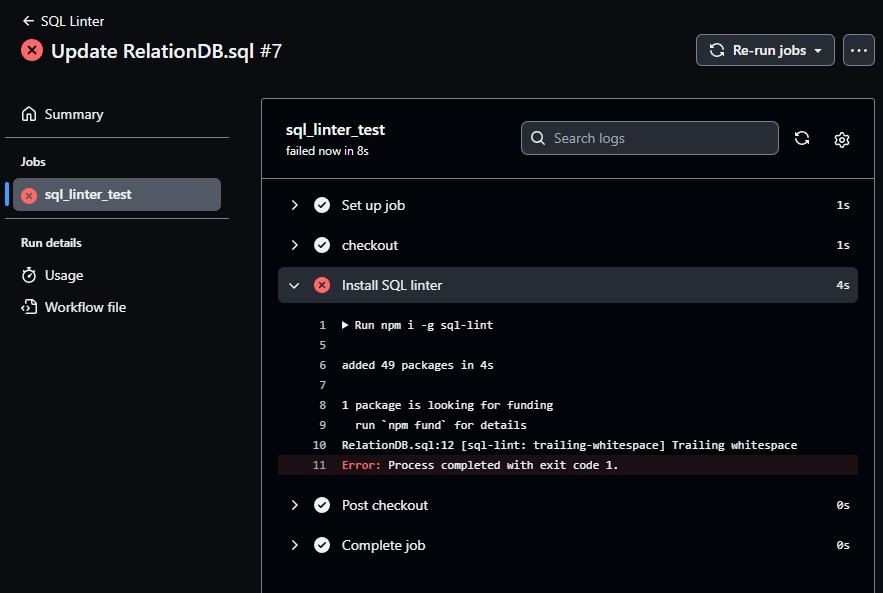 SQL Linter
Update RelationDB.sql #7
Re-run jobs
Summary
Jobs
sql_linter_test
Run details
Usage
Workflow file
sql_linter_test
failed now in 8s
Search logs
Set up job 1s
checkout 1s
Install SQL linter 4s
1 Run npm i -g sql-lint
5
6 added 49 packages in 4s
7
8 1 package is looking for funding
9 run `npm fund` for details
10 RelationDB.sql:12 [sql-lint: trailing-whitespace] Trailing whitespace
11 Error: Process completed with exit code 1.
Post checkout 0s
Complete job 0s